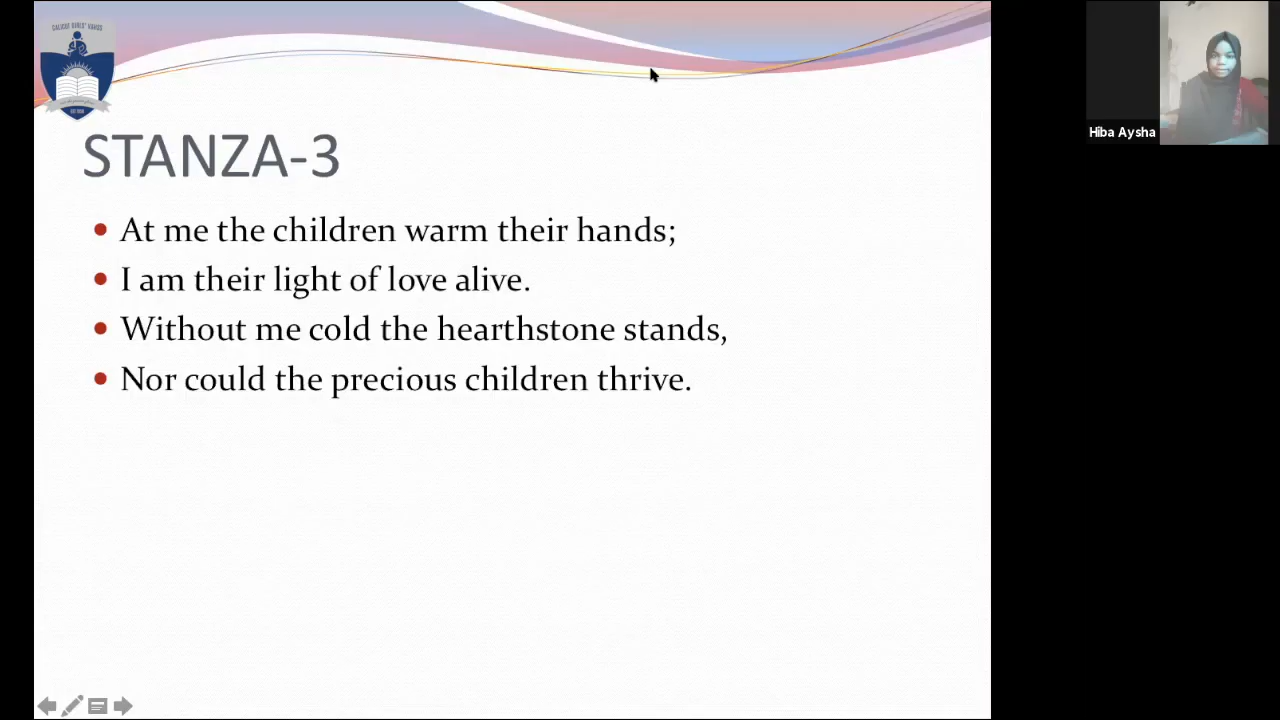 STANZA-3
At me the children warm their hands;
I am their light of love alive.
Without me cold the hearthstone stands,
Nor could the precious children thrive.
Hiba Aysha